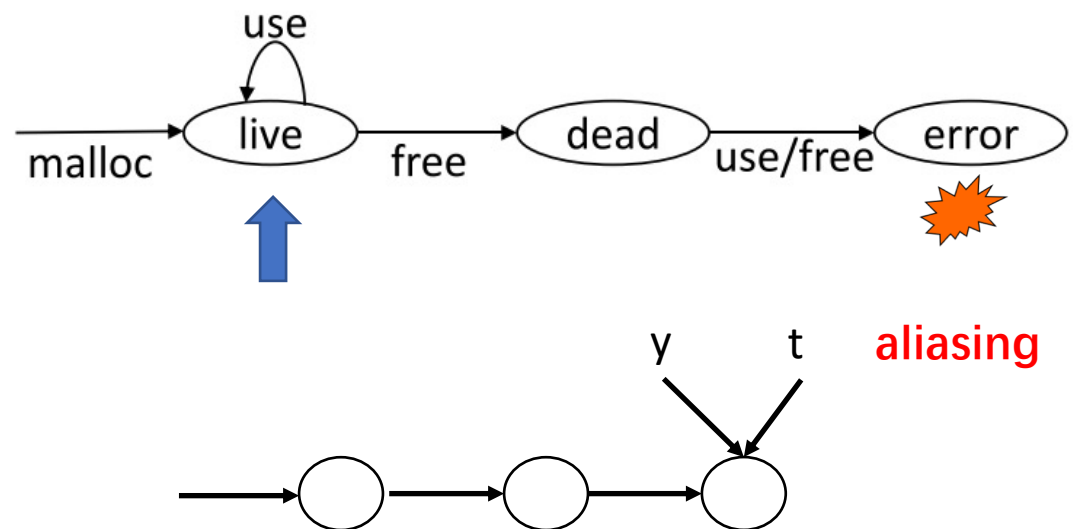 use
live
dead
error
malloc
free
use/free
y
t
aliasing